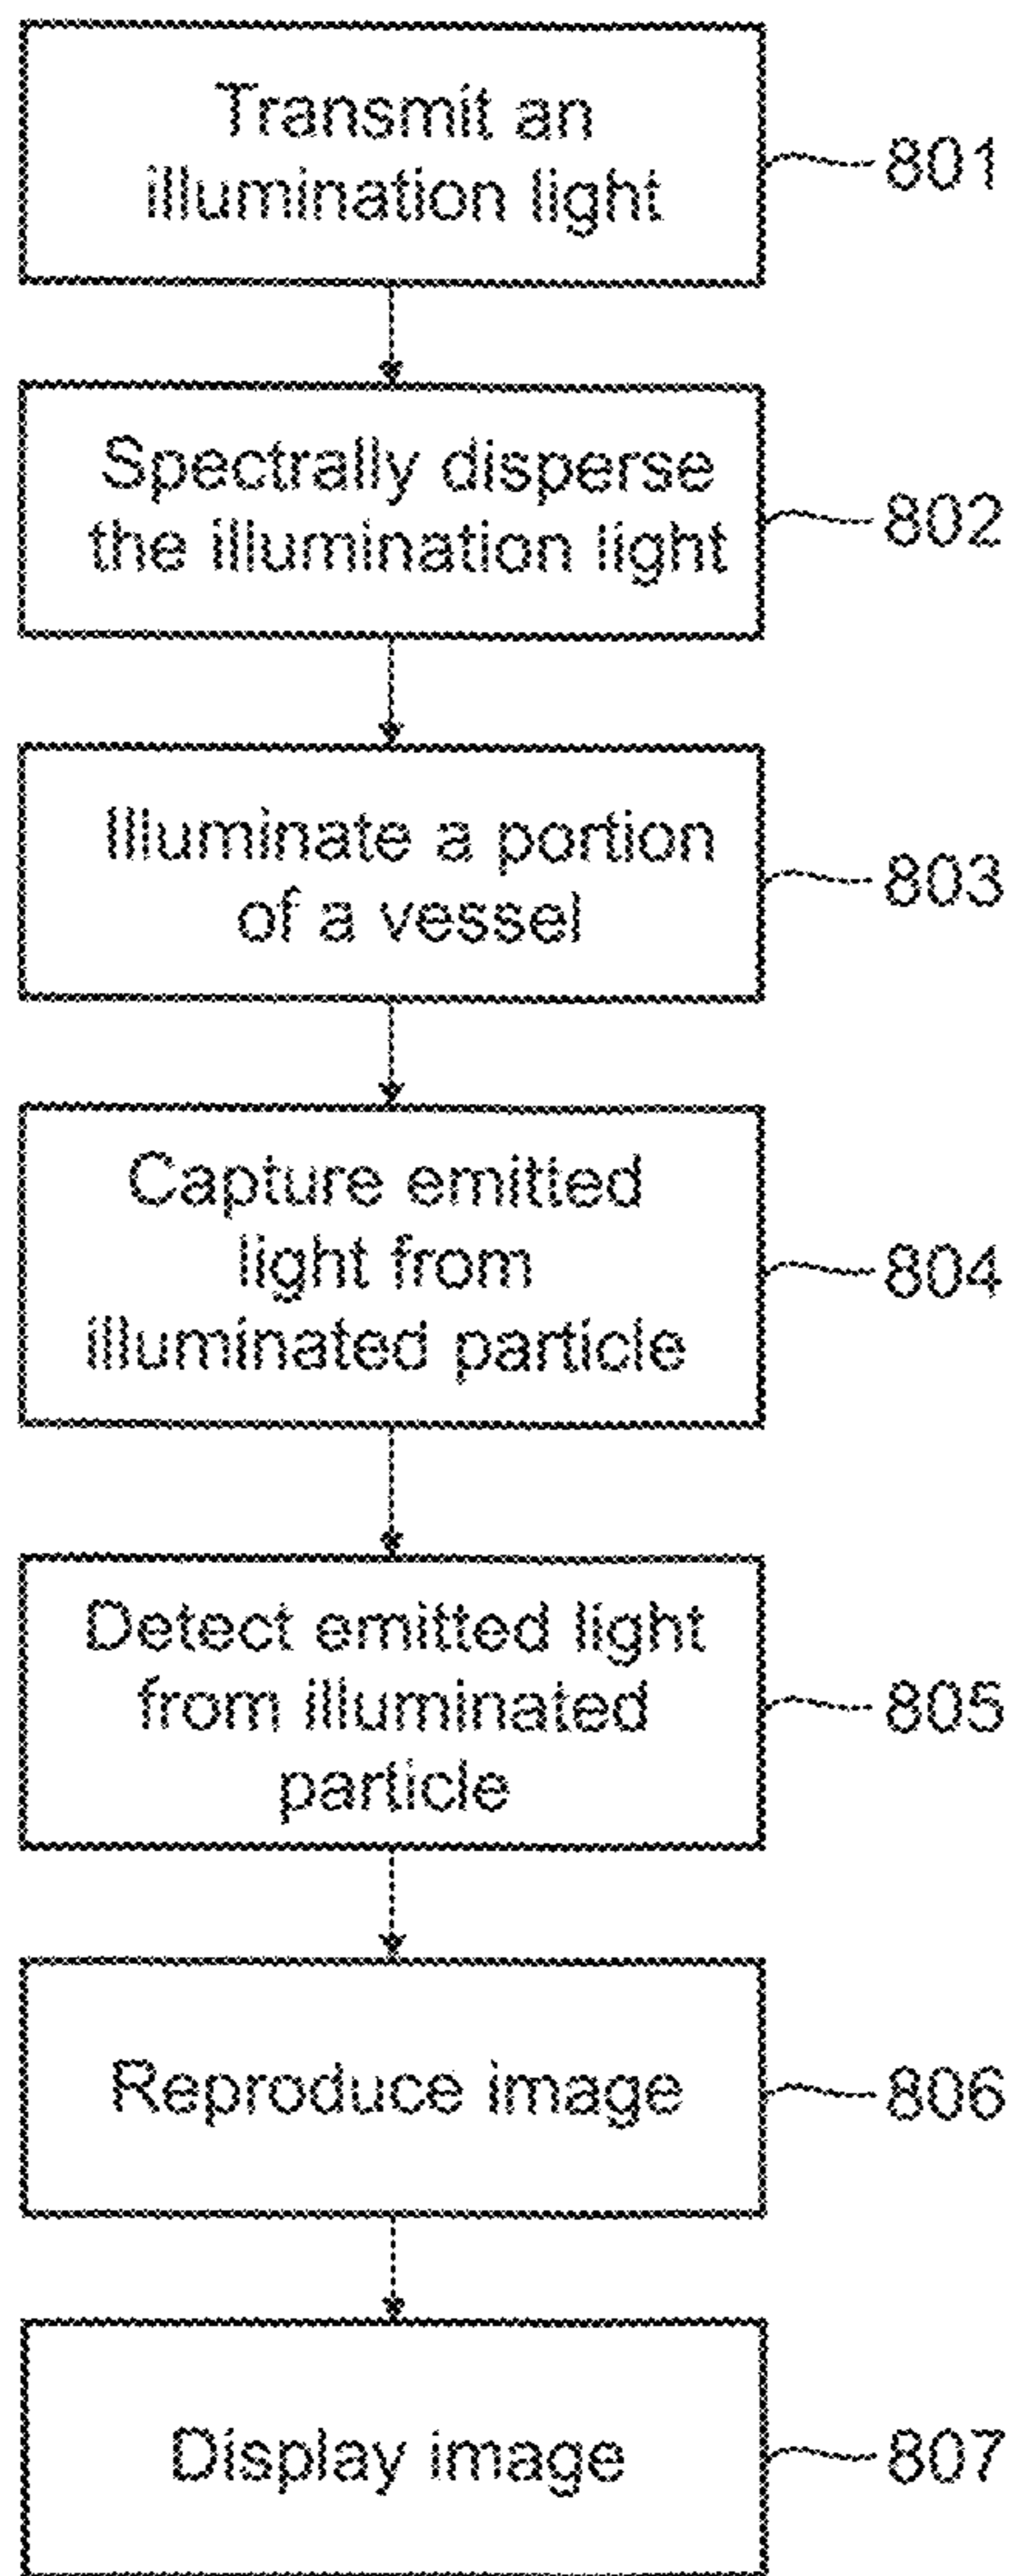 Transmit an
illumination light
801
Spectrally disperse
the illumination light
802
Illuminate a portion
of a vessel
803
Capture emitted
light from
illuminated particle
804
Detect emitted light
from illuminated
particle
805
Reproduce image
806
Display image
807